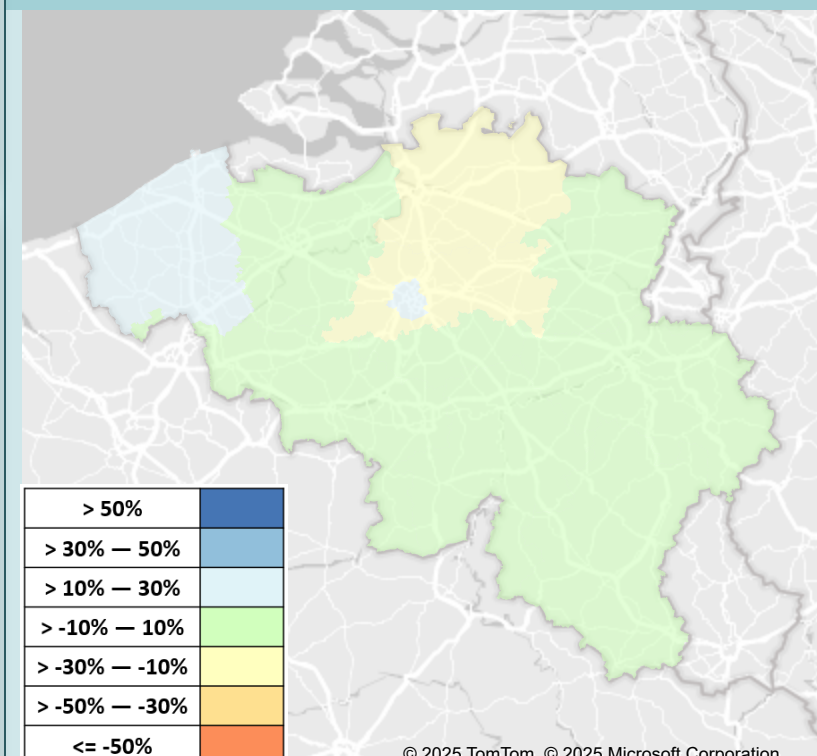 > 50%
> 30% — 50%
> 10% — 30%
> -10% — 10%
> -30% — -10%
> -50% — -30%
<= -50%
© 2025 TomTom, © 2025 Microsoft Corporation